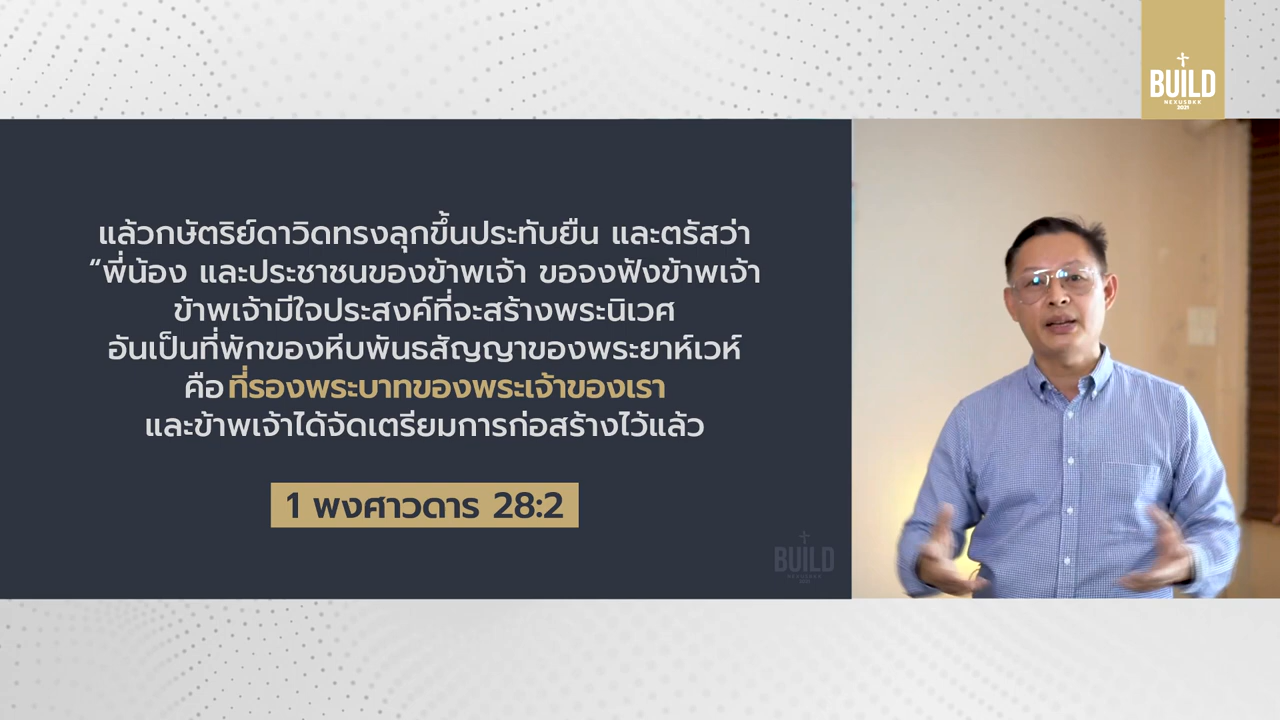 BUILD
NEXUSBKK
2021
แล้วกษัตริย์ดาวิดทรงลุกขึ้นประทับยืน และตรัสว่า
“พี่น้อง และประชาชนของข้าพเจ้า ขอจงฟังข้าพเจ้า
ข้าพเจ้ามีใจประสงค์ที่จะสร้างพระนิเวศ
อันเป็นที่พักของหีบพันธสัญญาของพระยาห์เวห์
คือ ที่รองพระบาทของพระเจ้าของเรา
และข้าพเจ้าได้จัดเตรียมการก่อสร้างไว้แล้ว
1 พงศาวดาร 28:2
BUILD
NEXUSBKK
2021